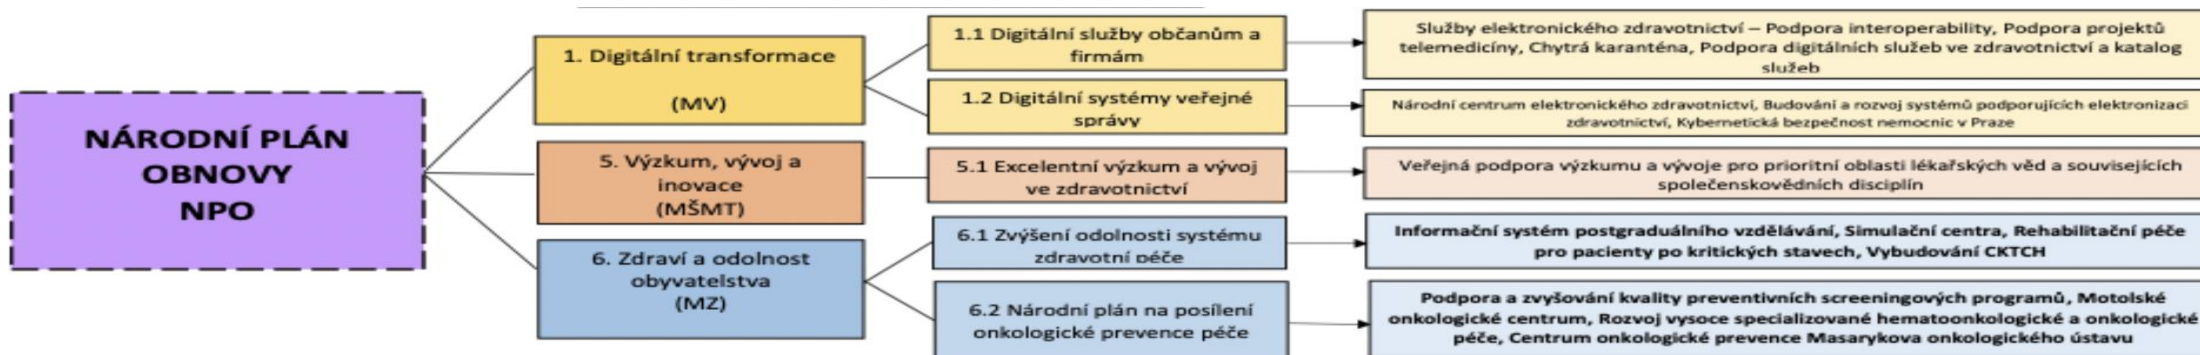 NÁRODNÍ PLÁN
OBNOVY
NPO
1. Digitální transformace
(MV)
5. Výzkum, vývoj a
inovace
(MŠMT)
6. Zdraví a odolnost
obyvatelstva
(MZ)
1.1 Digitální služby občanům a
firmám
1.2 Digitální systémy veřejné
správy
5.1 Excelentní výzkum a vývoj
ve zdravotnictví
6.1 Zvýšení odolnosti systému
zdravotní péče
6.2 Národní plán na posílení
onkologické prevence péče
Služby elektronického zdravotnictví – Podpora interoperability, Podpora projektů
telemedicíny, Chytrá karanténa, Podpora digitálních služeb ve zdravotnictví a katalog
služeb
Národní centrum elektronického zdravotnictví, Budování a rozvoj systémů podporujících elektronizaci
zdravotnictví, Kybernetická bezpečnost nemocnic v Praze
Veřejná podpora výzkumu a vývoje pro prioritní oblasti lékařských věd a souvisejících
společenskovědních disciplín
Informační systém postgraduálního vzdělávání, Simulační centra, Rehabilitační péče
pro pacienty po kritických stavech, Vybudování CKTCH
Podpora a zvyšování kvality preventivních screeningových programů, Motolské
onkologické centrum, Rozvoj vysoce specializované hematoonkologické a onkologické
péče, Centrum onkologické prevence Masarykova onkologického ústavu